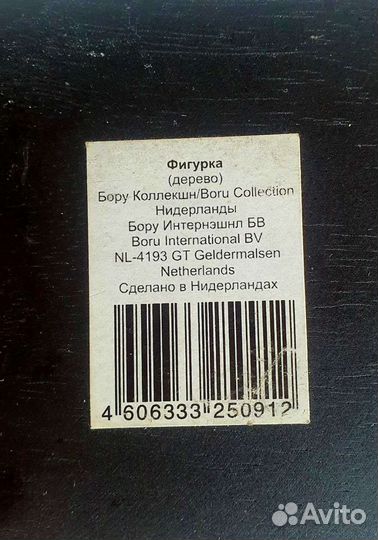 Фигурка
(дерево)
Бору Коллекшн/Boru Collection
Нидерланды
Бору Интернэшнл БВ
Boru International BV
NL-4193 GT Geldermalsen
Netherlands
Сделано в Нидерландах
4 606333 250912
Avito